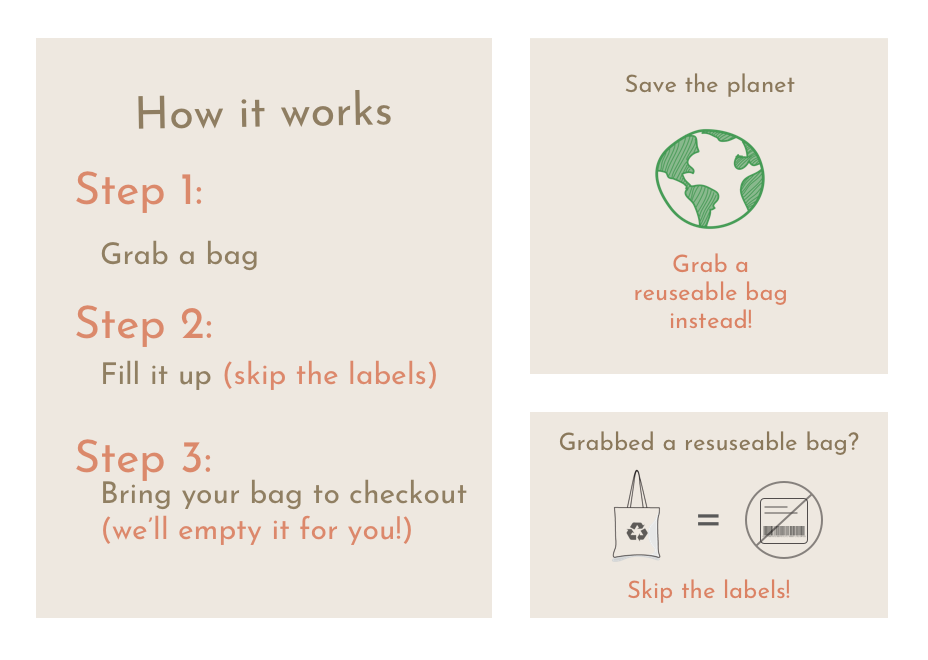 How it works
Step 1:
Grab a bag
Step 2:
Fill it up (skip the labels)
Step 3:
Bring your bag to checkout
(we'll empty it for you!)
Save the planet
Grab a
reuseable bag
instead!
Grabbed a resuseable bag?
=
Skip the labels!